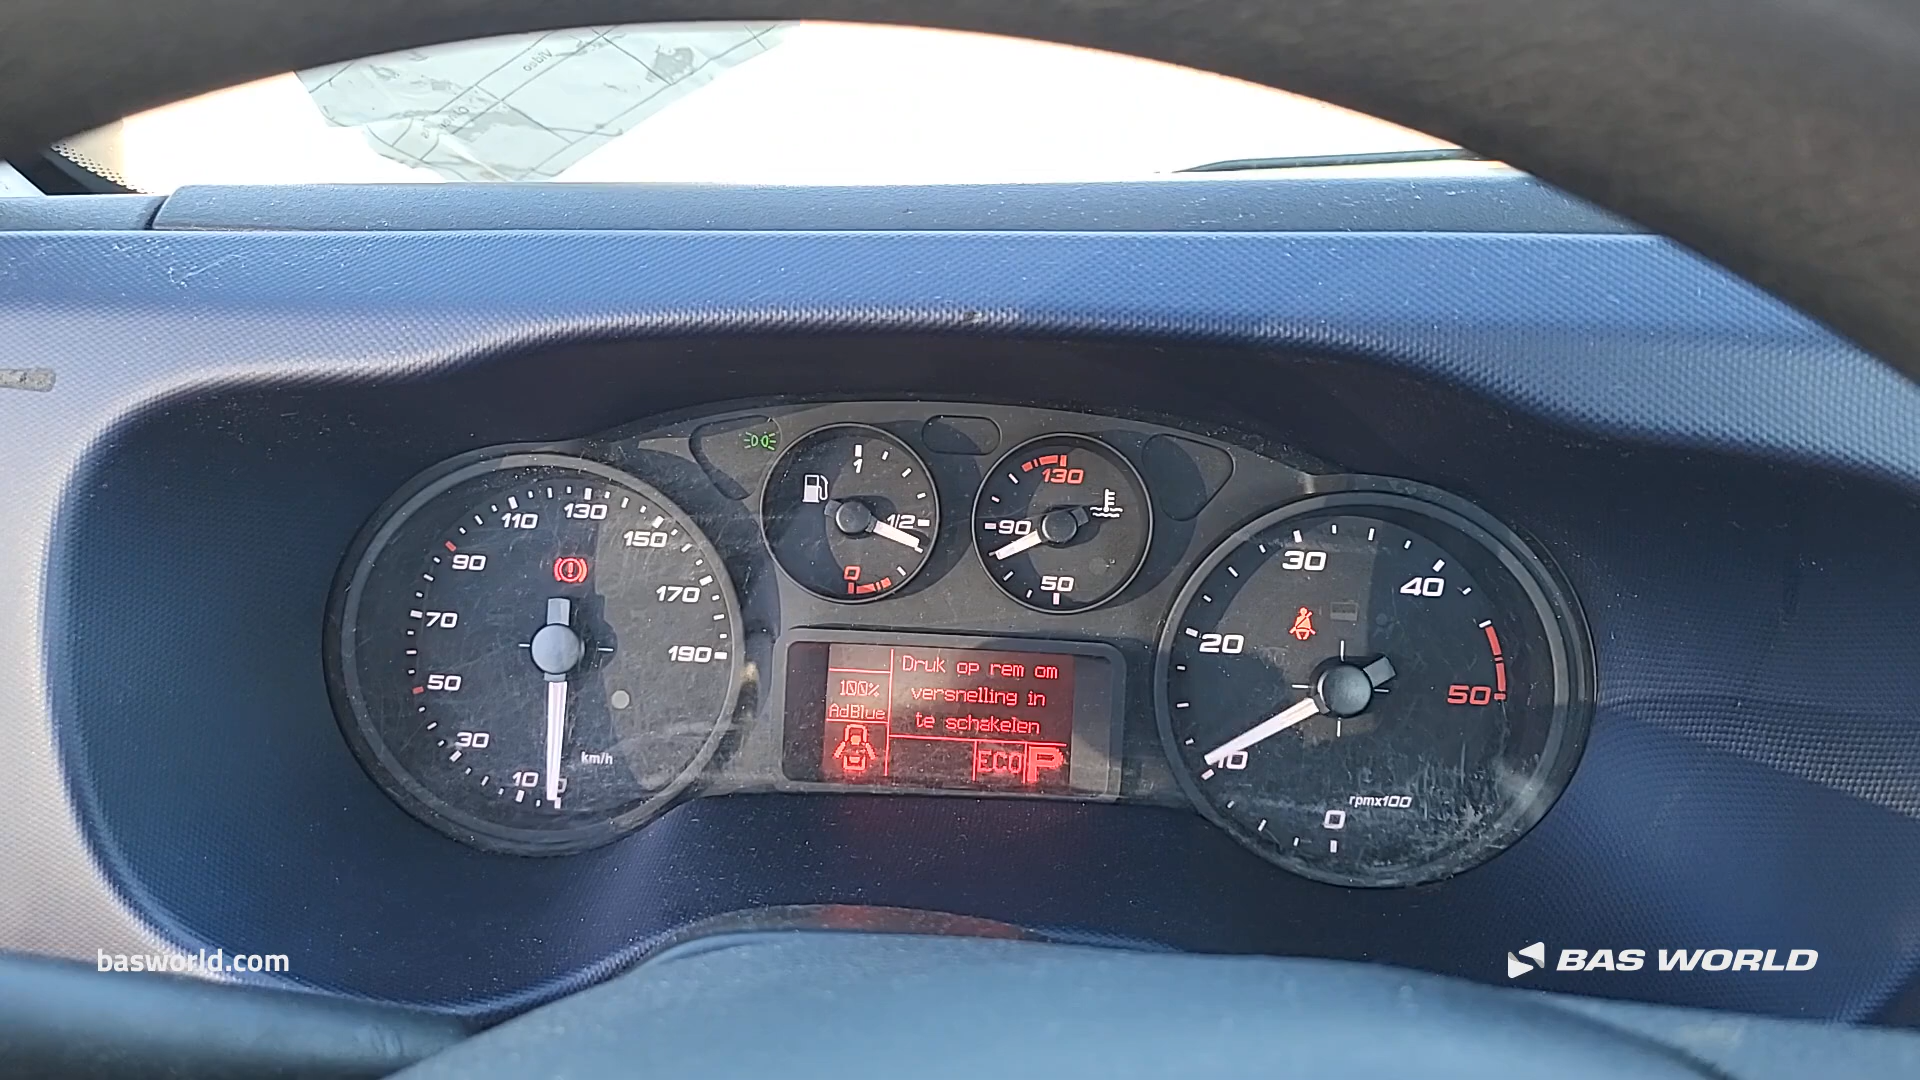 1
1/2
0
130
90
50
10
30
50
70
90
110
130
150
170
190
km/h
Druk op rem om
versnelling in
te schakelen
100%
AdBlue
ECO P
0
10
20
30
40
50
rpmx100
basworld.com
BAS WORLD